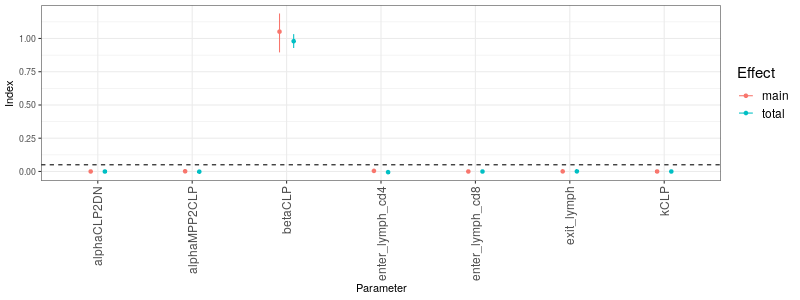 Index
1.00
0.75
0.50
0.25
0.00
alphaCLP2DN
alphaMPP2CLP
betaCLP
enter_lymph_cd4
enter_lymph_cd8
exit_lymph
kCLP
Parameter
Effect
main
total